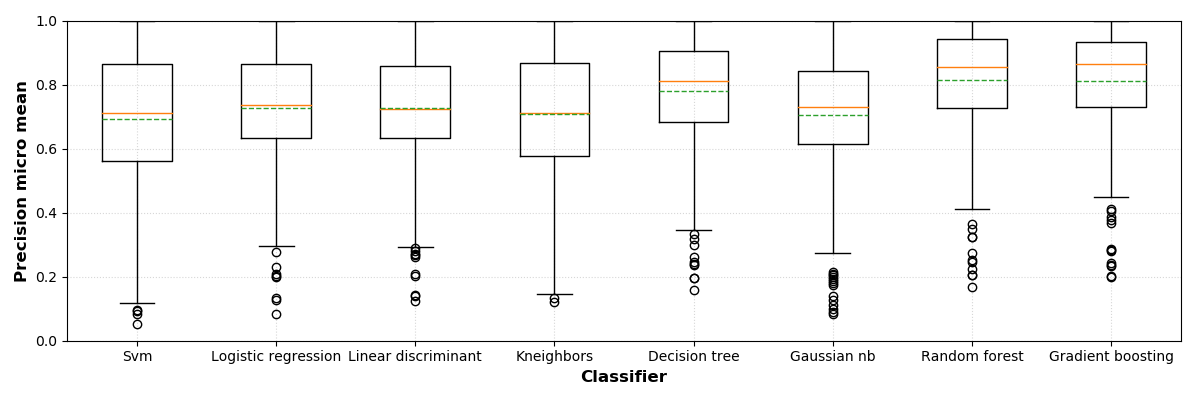 Precision micro mean
1.0
0.8
0.6
0.4
0.2
0.0
Svm Logistic regression Linear discriminant Kneighbors Decision tree Gaussian nb Random forest Gradient boosting
Classifier